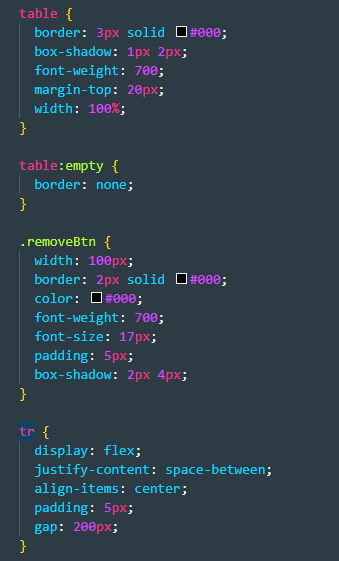 table {
  border: 3px solid #000;
  box-shadow: 1px 2px;
  font-weight: 700;
  margin-top: 20px;
  width: 100%;
}

table:empty {
  border: none;
}

.removeBtn {
  width: 100px;
  border: 2px solid #000;
  color: #000;
  font-weight: 700;
  font-size: 17px;
  padding: 5px;
  box-shadow: 2px 4px;
}

tr {
  display: flex;
  justify-content: space-between;
  align-items: center;
  padding: 5px;
  gap: 200px;
}